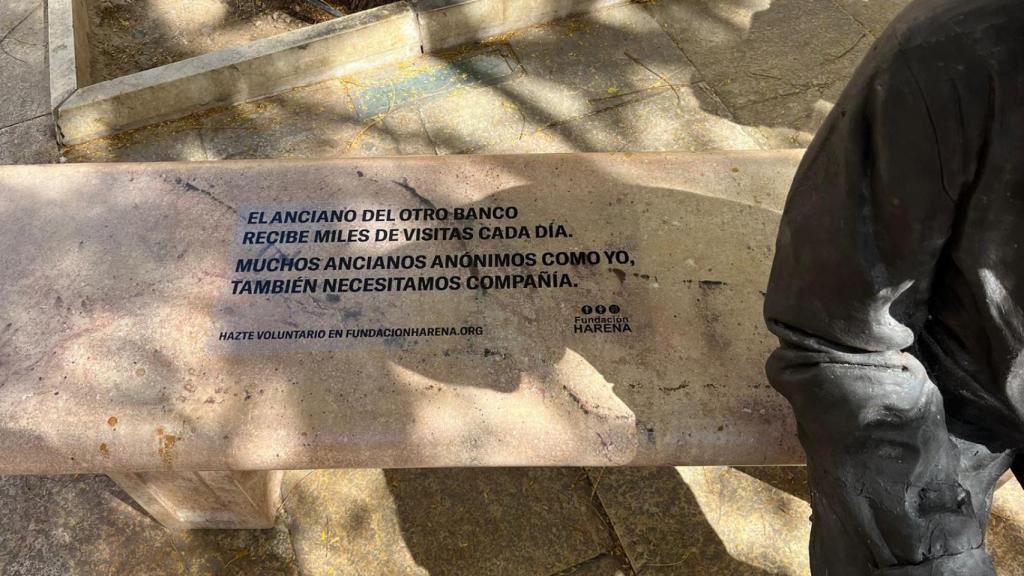 EL ANCIANO DEL OTRO BANCO
RECIBE MILES DE VISITAS CADA DÍA.
MUCHOS ANCIANOS ANÓNIMOS COMO YO,
TAMBIÉN NECESITAMOS COMPAÑÍA.
HAZTE VOLUNTARIO EN FUNDACIONHARENA.ORG
Fundación
HARENA